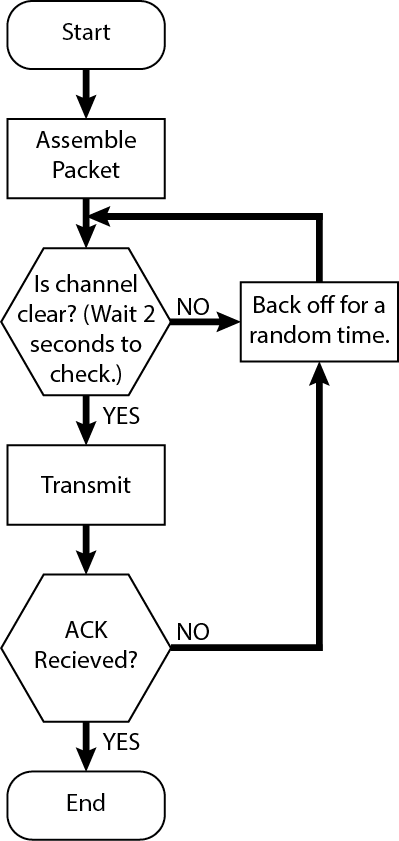 Start
Assemble
Packet
Is channel
clear? (Wait 2
seconds to
check.)
NO
Back off for a
random time.
YES
Transmit
ACK
Recieved?
NO
YES
End